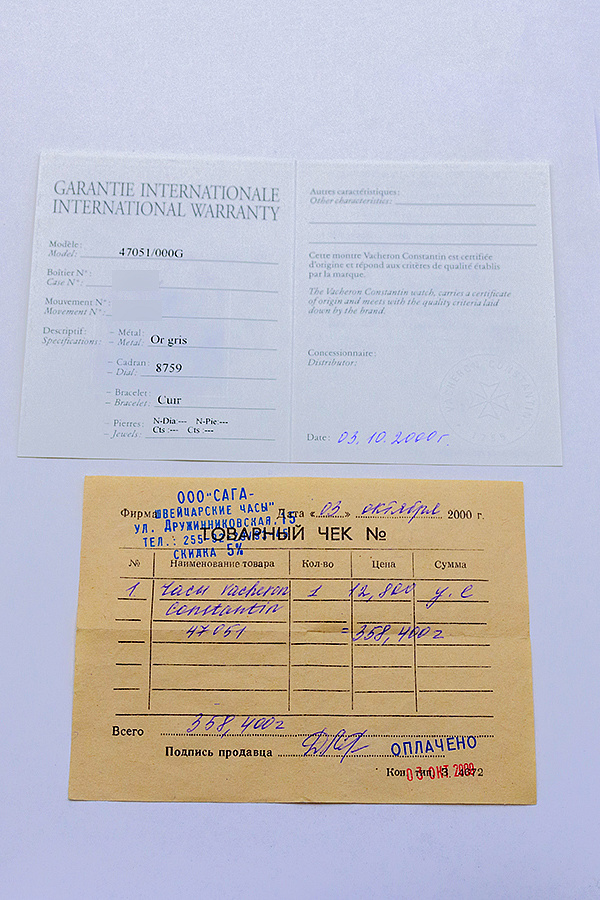 GARANTIE INTERNATIONALE
INTERNATIONAL WARRANTY
Modèle:
Model: 47051/000G
Boîtier N°:
Case N°:
Mouvement N°:
Movement N°:
Descriptif: – Métal:
Specifications: – Metal: Or gris
– Cadran:
– Dial: 8759
– Bracelet:
– Bracelet: Cuir
– Pierres: N-Dia.--- N-Pie.---
– Jewels: Cts :--- Cts :---
Autres caractéristiques:
Other characteristics:
Cette montre Vacheron Constantin est certifiée
d'origine et répond aux critères de qualité établis
par la marque.
The Vacheron Constantin watch, carries a certificate
of origin and meets with the quality criteria laid
down by the brand.
Concessionnaire:
Distributor:
Date: 03.10.2000г.
ООО "САГА-
ШВЕЙЦАРСКИЕ ЧАСЫ"
УЛ. ДРУЖИННИКОВСКАЯ, 15
ТЕЛ.: 255
СКИДКА 5%
Фирма Дата «03» октября 2000 г.
ТОВАРНЫЙ ЧЕК №
№ Наименование товара Кол-во Цена Сумма
1 Часы Vacheron 1 12,800 у.е
Constantin
47051 =358,400г
Всего 358,400г
Подпись продавца
ОПЛАЧЕНО
03 ОКТ. 2000